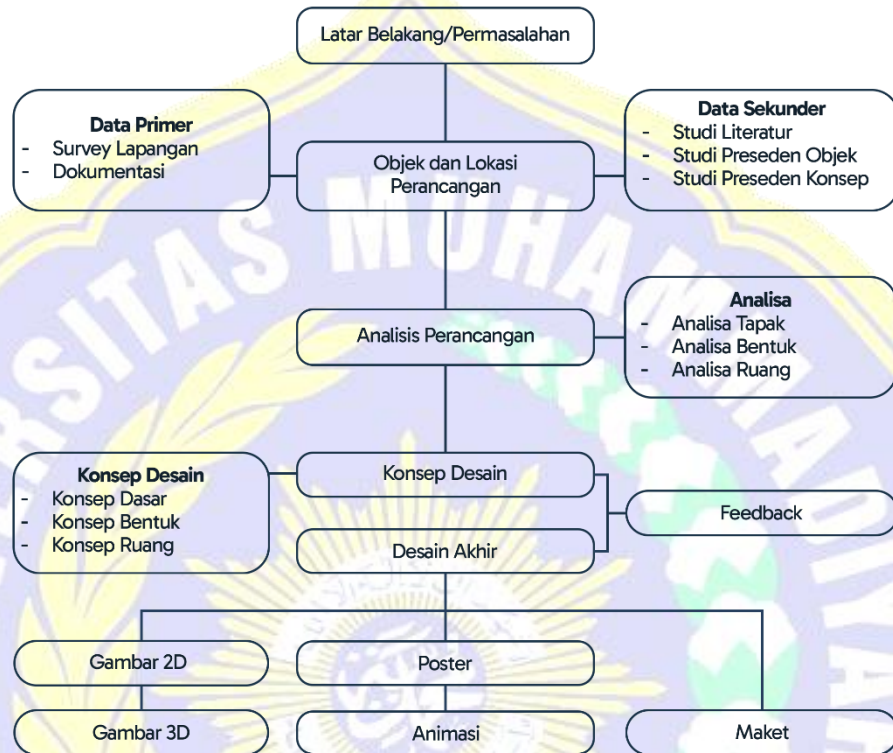 Latar Belakang/Permasalahan
Data Primer
- Survey Lapangan
- Dokumentasi
Objek dan Lokasi
Perancangan
Data Sekunder
- Studi Literatur
- Studi Preseden Objek
- Studi Preseden Konsep
Analisis Perancangan
Analisa
- Analisa Tapak
- Analisa Bentuk
- Analisa Ruang
Konsep Desain
- Konsep Dasar
- Konsep Bentuk
- Konsep Ruang
Konsep Desain
Desain Akhir
Feedback
Gambar 2D
Poster
Gambar 3D
Animasi
Maket
ERSITAS MUHAMMADIYAH